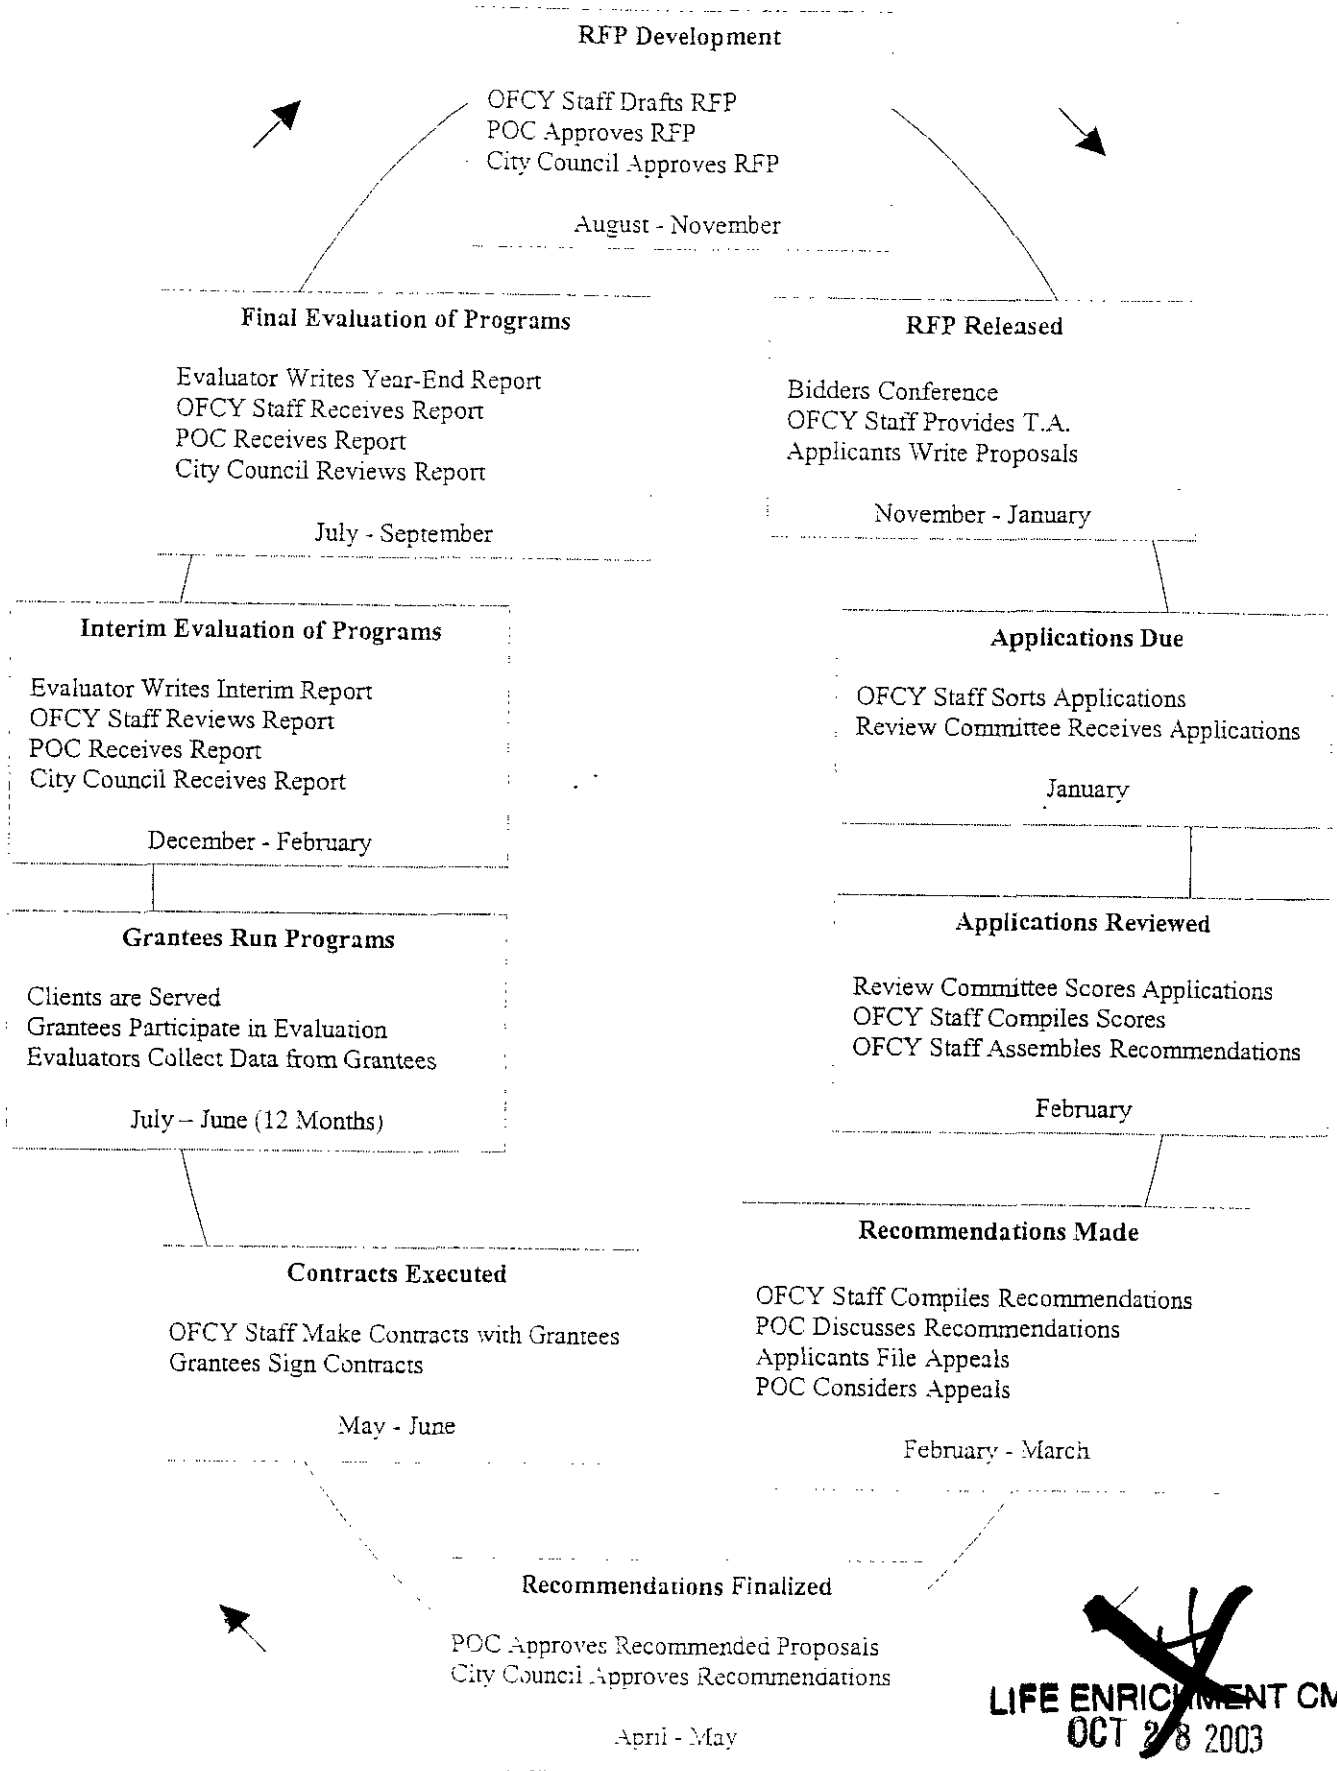 RFP Development
OFCY Staff Drafts RFP
POC Approves RFP
City Council Approves RFP
August - November
Final Evaluation of Programs
Evaluator Writes Year-End Report
OFCY Staff Receives Report
POC Receives Report
City Council Reviews Report
July - September
RFP Released
Bidders Conference
OFCY Staff Provides T.A.
Applicants Write Proposals
November - January
Interim Evaluation of Programs
Evaluator Writes Interim Report
OFCY Staff Reviews Report
POC Receives Report
City Council Receives Report
December - February
Applications Due
OFCY Staff Sorts Applications
Review Committee Receives Applications
January
Grantees Run Programs
Clients are Served
Grantees Participate in Evaluation
Evaluators Collect Data from Grantees
July – June (12 Months)
Applications Reviewed
Review Committee Scores Applications
OFCY Staff Compiles Scores
OFCY Staff Assembles Recommendations
February
Contracts Executed
OFCY Staff Make Contracts with Grantees
Grantees Sign Contracts
May - June
Recommendations Made
OFCY Staff Compiles Recommendations
POC Discusses Recommendations
Applicants File Appeals
POC Considers Appeals
February - March
Recommendations Finalized
POC Approves Recommended Proposals
City Council Approves Recommendations
April - May
LIFE ENRICHMENT CM
OCT 28 2003